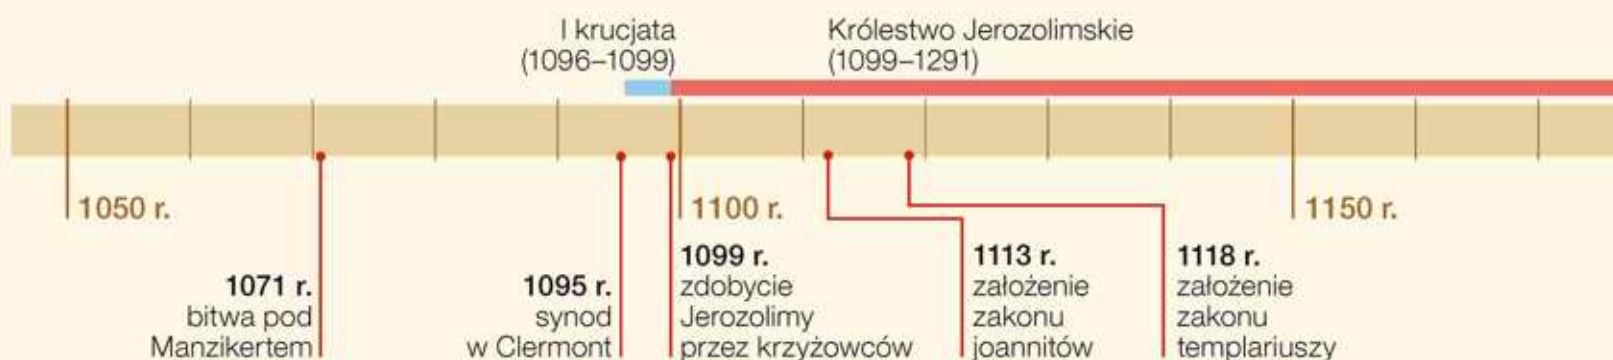 I krucjata
(1096–1099)
Królestwo Jerozolimskie
(1099–1291)
1050 r.
1100 r.
1150 r.
1071 r.
bitwa pod
Manzikertem
1095 r.
synod
w Clermont
1099 r.
zdobycie
Jerozolimy
przez krzyżowców
1113 r.
założenie
zakonu
joannitów
1118 r.
założenie
zakonu
templariuszy